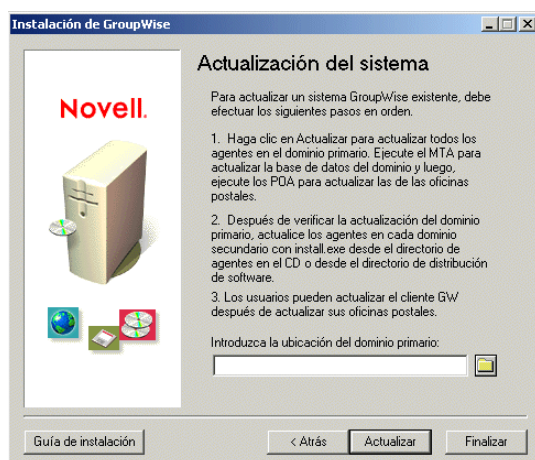 Instalación de GroupWise
Novell.
Actualización del sistema
Para actualizar un sistema GroupWise existente, debe
efectuar los siguientes pasos en orden.
1. Haga clic en Actualizar para actualizar todos los
agentes en el dominio primario. Ejecute el MTA para
actualizar la base de datos del dominio y luego,
ejecute los POA para actualizar las de las oficinas
postales.
2. Después de verificar la actualización del dominio
primario, actualice los agentes en cada dominio
secundario con install.exe desde el directorio de
agentes en el CD o desde el directorio de distribución
de software.
3. Los usuarios pueden actualizar el cliente GW
después de actualizar sus oficinas postales.
Introduzca la ubicación del dominio primario:
Guía de instalación
< Atrás
Actualizar
Finalizar